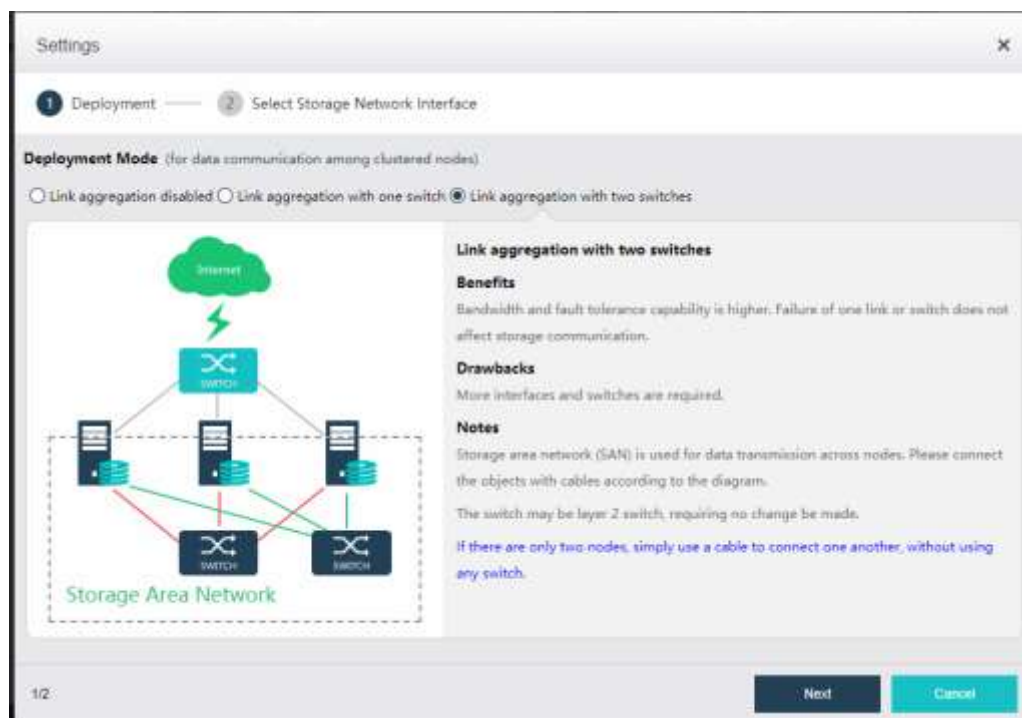 Settings
1 Deployment 2 Select Storage Network Interface
Deployment Mode (for data communication among clustered nodes)
Link aggregation disabled Link aggregation with one switch Link aggregation with two switches
Internet
SWITCH
SWITCH
SWITCH
Storage Area Network
Link aggregation with two switches
Benefits
Bandwidth and fault tolerance capability is higher. Failure of one link or switch does not
affect storage communication.
Drawbacks
More interfaces and switches are required.
Notes
Storage area network (SAN) is used for data transmission across nodes. Please connect
the objects with cables according to the diagram.
The switch may be layer 2 switch, requiring no change be made.
If there are only two nodes, simply use a cable to connect one another, without using
any switch.
1/2
Next
Cancel